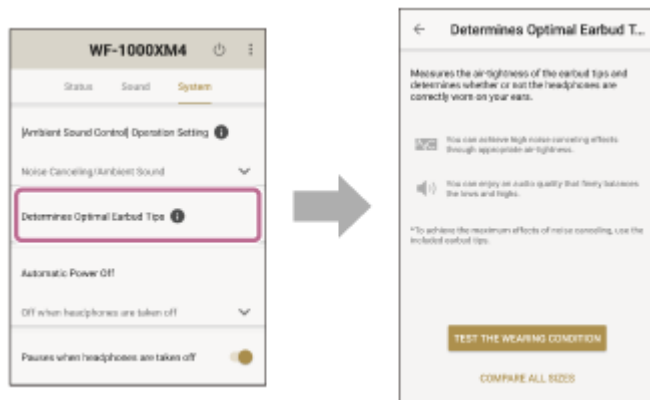 WF-1000XM4
Status Sound System
[Ambient Sound Control] Operation Setting
Noise Canceling/Ambient Sound
Determines Optimal Earbud Tips
Automatic Power Off
Off when headphones are taken off
Pauses when headphones are taken off
Determines Optimal Earbud T...
Measures the air-tightness of the earbud tips and
determines whether or not the headphones are
correctly worn on your ears.
You can achieve high noise canceling effects
through appropriate air-tightness.
You can enjoy an audio quality that finely balances
the lows and highs.
*To achieve the maximum effects of noise canceling, use the
included earbud tips.
TEST THE WEARING CONDITION
COMPARE ALL SIZES